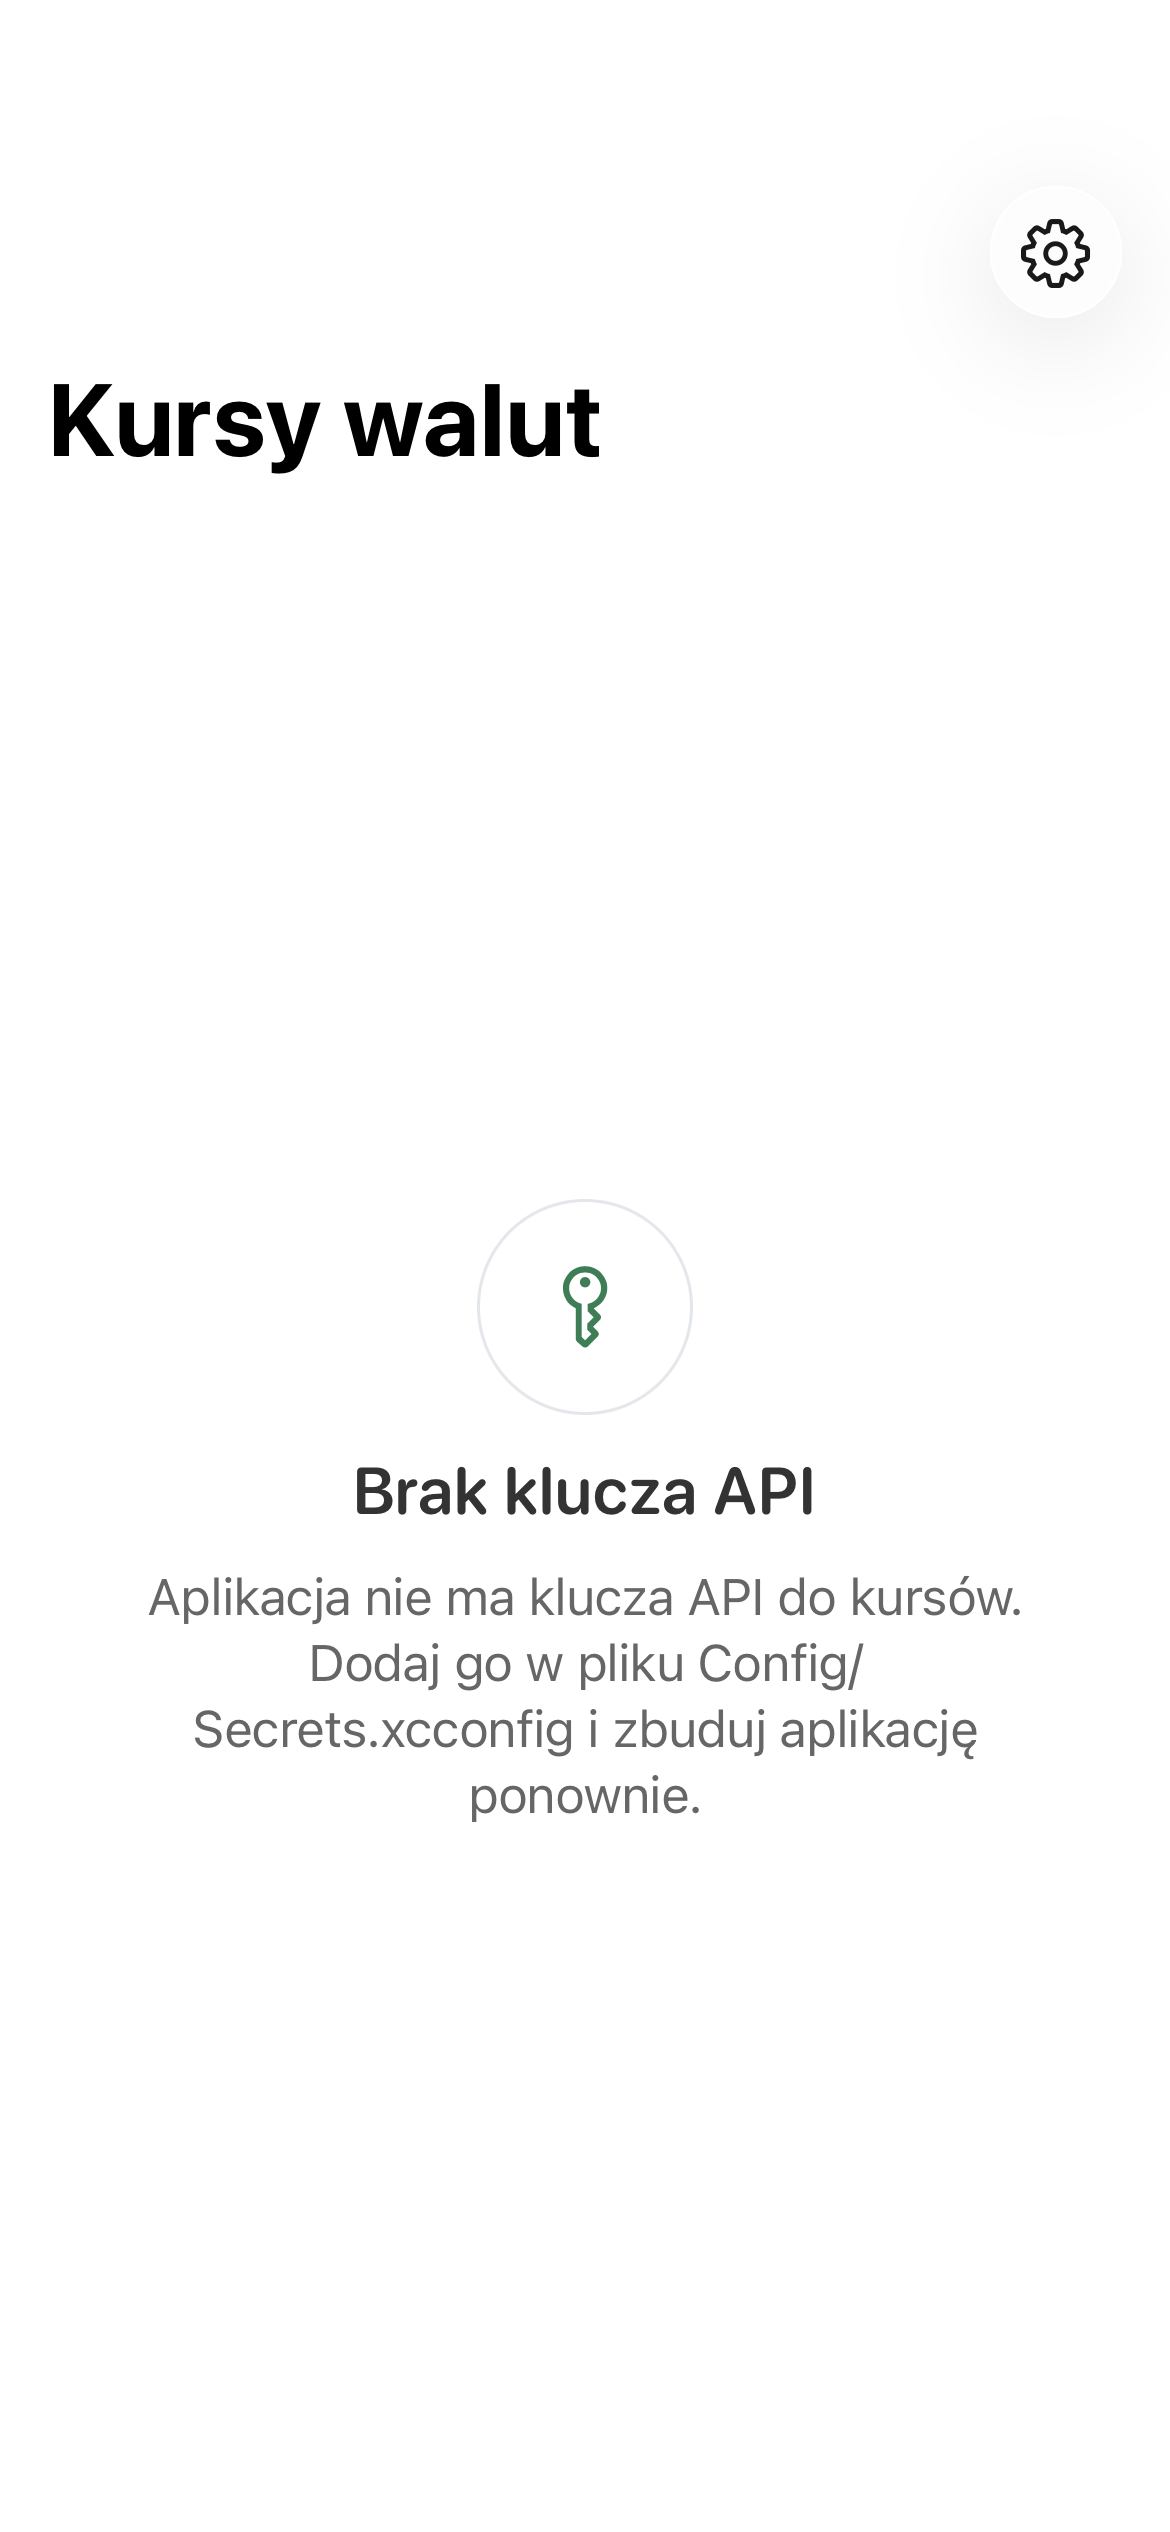 Kursy walut
Brak klucza API
Aplikacja nie ma klucza API do kursów.
Dodaj go w pliku Config/
Secrets.xcconfig i zbuduj aplikację
ponownie.